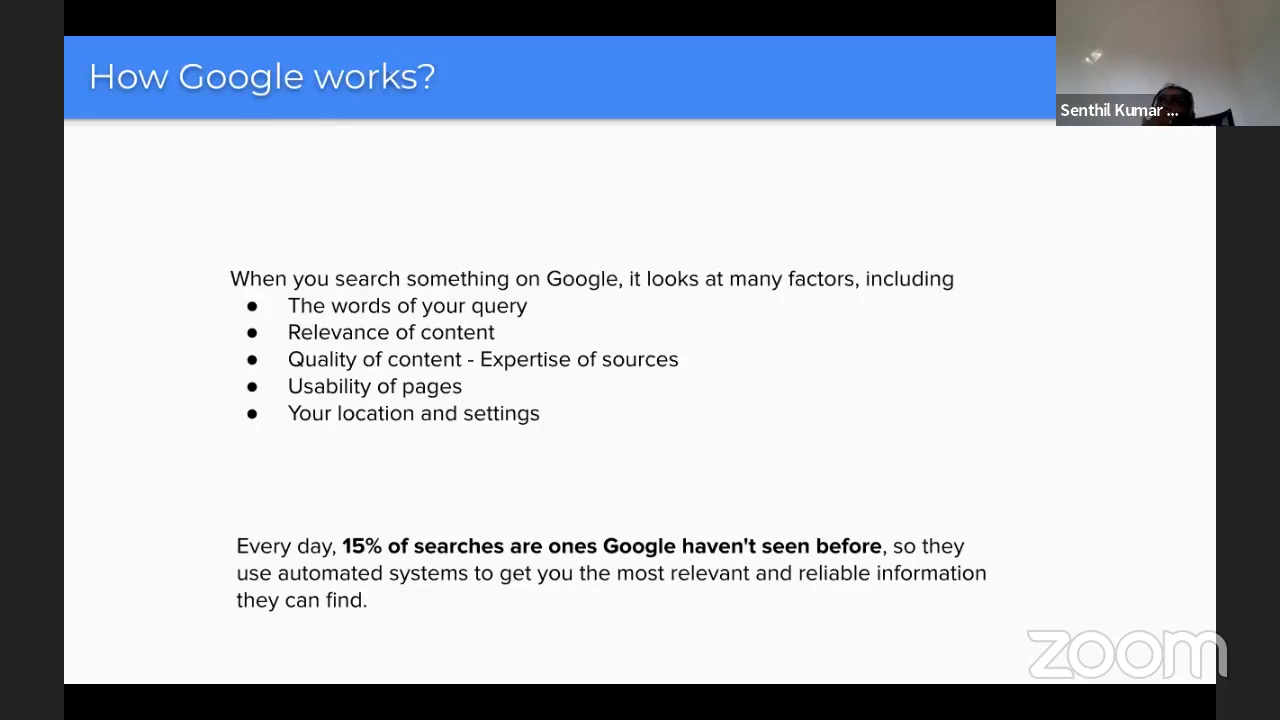 How Google works?
Senthil Kumar ...
When you search something on Google, it looks at many factors, including
● The words of your query
● Relevance of content
● Quality of content - Expertise of sources
● Usability of pages
● Your location and settings
Every day, 15% of searches are ones Google haven't seen before, so they
use automated systems to get you the most relevant and reliable information
they can find.
zoom